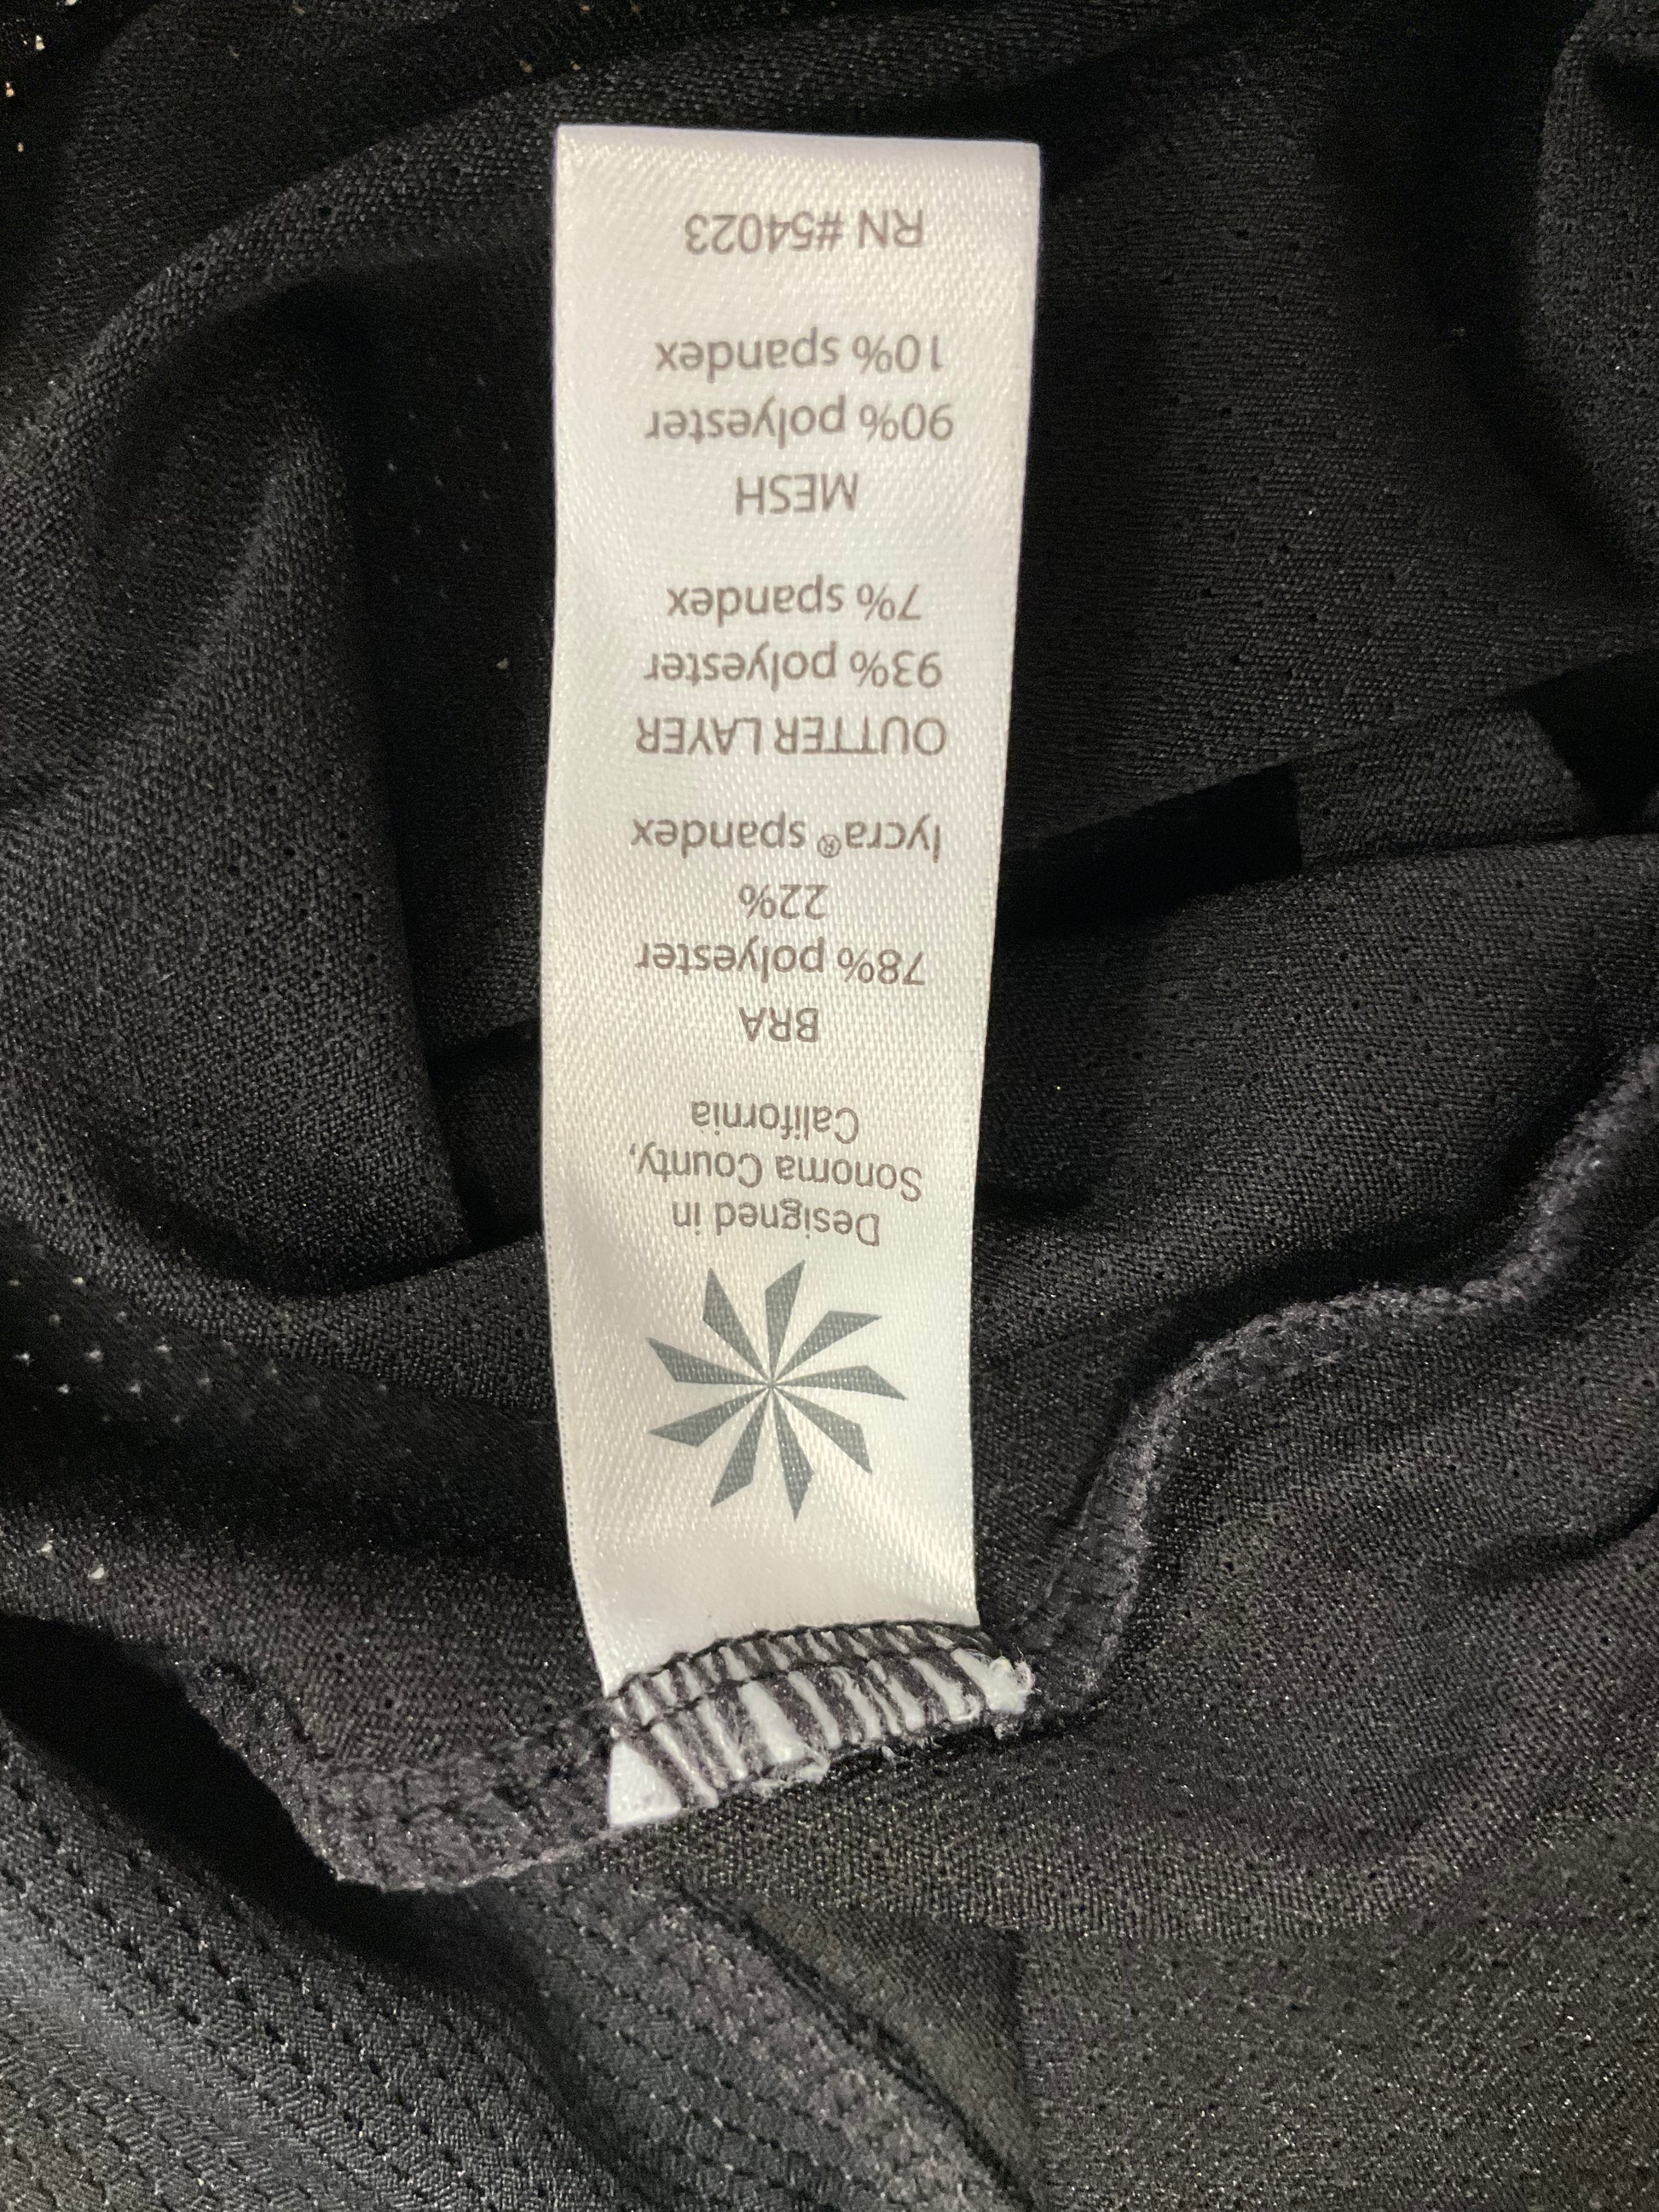 Designed in
Sonoma County,
California
BRA
78% polyester
22%
lycra® spandex
OUTTER LAYER
93% polyester
7% spandex
MESH
90% polyester
10% spandex
RN #54023